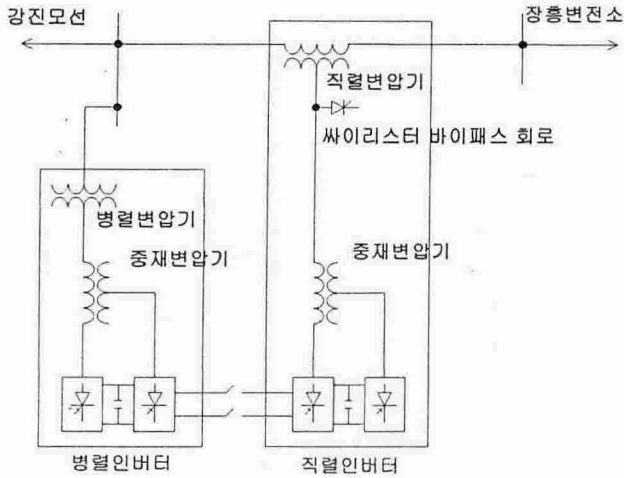 강진모선
장흥변전소
직렬변압기
싸이리스터 바이패스 회로
병렬변압기
중재변압기
중재변압기
병렬인버터
직렬인버터